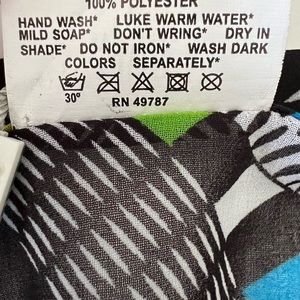 100% POLYESTER
HAND WASH* LUKE WARM WATER*
MILD SOAP* DON'T WRING* DRY IN
SHADE* DO NOT IRON* WASH DARK
COLORS SEPARATELY*
30°
RN 49787